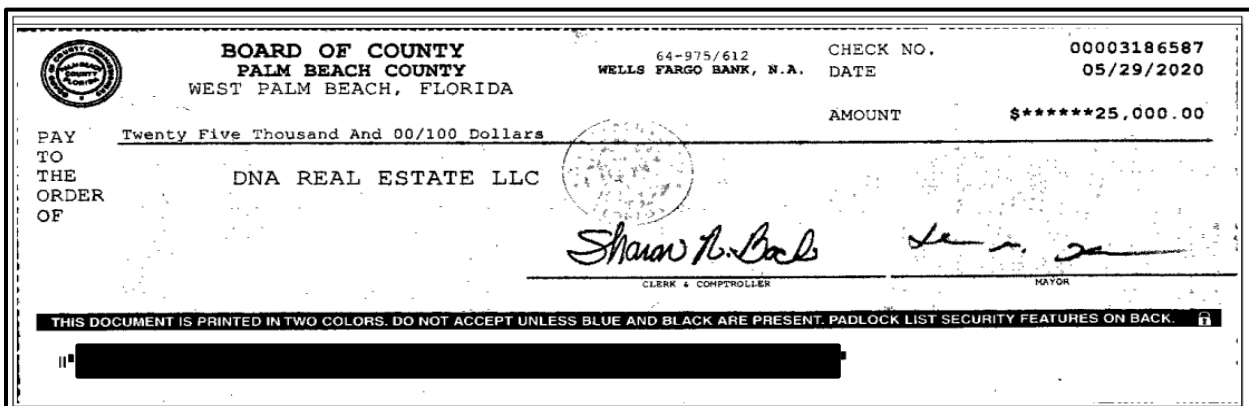 BOARD OF COUNTY
PALM BEACH COUNTY
WEST PALM BEACH, FLORIDA
COUNTY
FLORIDA
64-975/612
WELLS FARGO BANK, N.A.
CHECK NO. 00003186587
DATE 05/29/2020
AMOUNT $******25,000.00
PAY Twenty Five Thousand And 00/100 Dollars
TO
THE DNA REAL ESTATE LLC
ORDER
OF
Sharon R. Bock
CLERK & COMPTROLLER
MAYOR
THIS DOCUMENT IS PRINTED IN TWO COLORS. DO NOT ACCEPT UNLESS BLUE AND BLACK ARE PRESENT. PADLOCK LIST SECURITY FEATURES ON BACK.